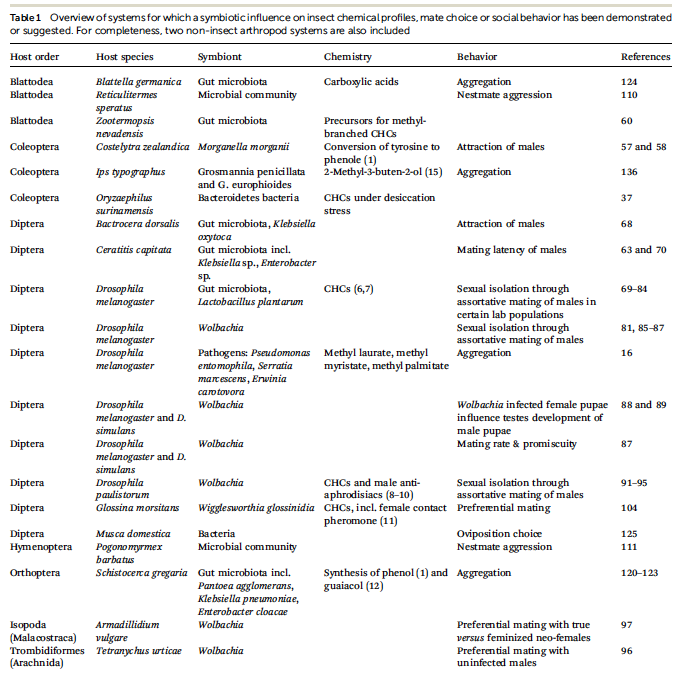 Table 1 Overview of systems for which a symbiotic influence on insect chemical profiles, mate choice or social behavior has been demonstrated
or suggested. For completeness, two non-insect arthropod systems are also included
Host order Host species Symbiont Chemistry Behavior References
Blattodea Blattella germanica Gut microbiota Carboxylic acids Aggregation 124
Blattodea Reticulitermes Microbial community Nestmate aggression 110
speratus
Blattodea Zootermopsis Gut microbiota Precursors for methyl- 60
nevadensis branched CHCs
Coleoptera Costelytra zealandica Morganella morganii Conversion of tyrosine to Attraction of males 57 and 58
phenole (1)
Coleoptera Ips typographus Grosmannia penicillata 2-Methyl-3-buten-2-ol (15) Aggregation 136
and G. europhioides
Coleoptera Oryzaephilus Bacteroidetes bacteria CHCs under desiccation 37
surinamensis stress
Diptera Bactrocera dorsalis Gut microbiota, Klebsiella Attraction of males 68
oxytoca
Diptera Ceratitis capitata Gut microbiota incl. Mating latency of males 63 and 70
Klebsiella sp., Enterobacter
sp.
Diptera Drosophila Gut microbiota, CHCs (6,7) Sexual isolation through 69–84
melanogaster Lactobacillus plantarum assortative mating of males in
certain lab populations
Diptera Drosophila Wolbachia Sexual isolation through 81, 85–87
melanogaster assortative mating of males
Diptera Drosophila Pathogens: Pseudomonas Methyl laurate, methyl Aggregation 16
melanogaster entomophila, Serratia myristate, methyl palmitate
marcescens, Erwinia
carotovora
Diptera Drosophila Wolbachia Wolbachia infected female pupae 88 and 89
melanogaster and D. influence testes development of
simulans male pupae
Diptera Drosophila Wolbachia Mating rate & promiscuity 87
melanogaster and D.
simulans
Diptera Drosophila Wolbachia CHCs and male anti- Sexual isolation through 91–95
paulistorum aphrodisiacs (8–10) assortative mating of males
Diptera Glossina morsitans Wigglesworthia glossinidia CHCs, incl. female contact Prefrerential mating 104
pheromone (11)
Diptera Musca domestica Bacteria Oviposition choice 125
Hymenoptera Pogonomyrmex Microbial community Nestmate aggression 111
barbatus
Orthoptera Schistocerca gregaria Gut microbiota incl. Synthesis of phenol (1) and Aggregation 120–123
Pantoea agglomerans, guaiacol (12)
Klebsiella pneumoniae,
Enterobacter cloacae
Isopoda Armadillidium Wolbachia Preferential mating with true 97
(Malacostraca) vulgare versus feminized neo-females
Trombidiformes Tetranychus urticae Wolbachia Preferential mating with 96
(Arachnida) uninfected males